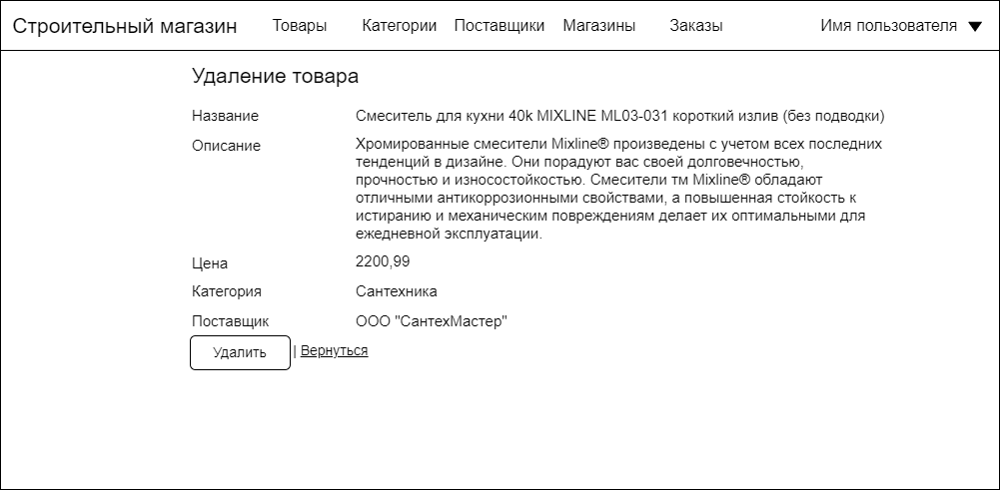 Строительный магазин Товары Категории Поставщики Магазины Заказы Имя пользователя
Удаление товара
Название Смеситель для кухни 40k MIXLINE ML03-031 короткий излив (без подводки)
Описание Хромированные смесители Mixline® произведены с учетом всех последних
тенденций в дизайне. Они порадуют вас своей долговечностью,
прочностью и износостойкостью. Смесители тм Mixline® обладают
отличными антикоррозионными свойствами, а повышенная стойкость к
истиранию и механическим повреждениям делает их оптимальными для
ежедневной эксплуатации.
Цена 2200,99
Категория Сантехника
Поставщик ООО "СантехМастер"
Удалить | Вернуться